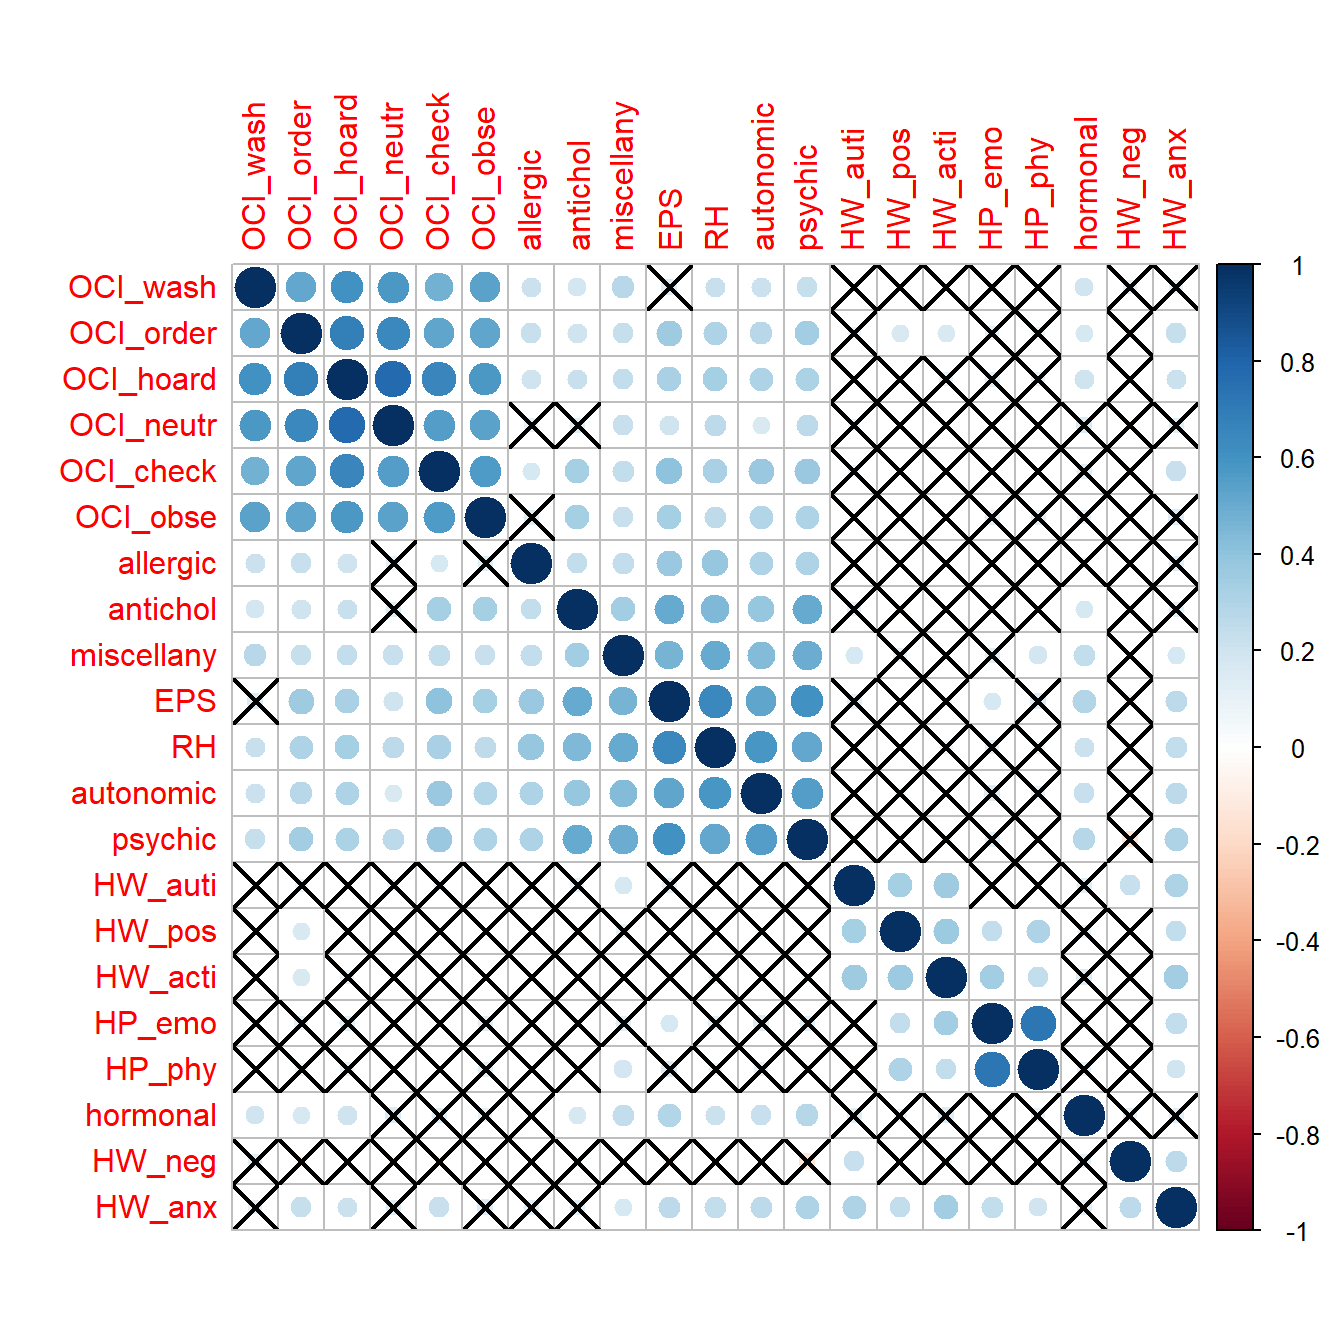 OCI_wash
OCI_order
OCI_hoard
OCI_neutr
OCI_check
OCI_obse
allergic
antichol
miscellany
EPS
RH
autonomic
psychic
HW_auti
HW_pos
HW_acti
HP_emo
HP_phy
hormonal
HW_neg
HW_anx
OCI_wash
OCI_order
OCI_hoard
OCI_neutr
OCI_check
OCI_obse
allergic
antichol
miscellany
EPS
RH
autonomic
psychic
HW_auti
HW_pos
HW_acti
HP_emo
HP_phy
hormonal
HW_neg
HW_anx
1
0.8
0.6
0.4
0.2
0
-0.2
-0.4
-0.6
-0.8
-1